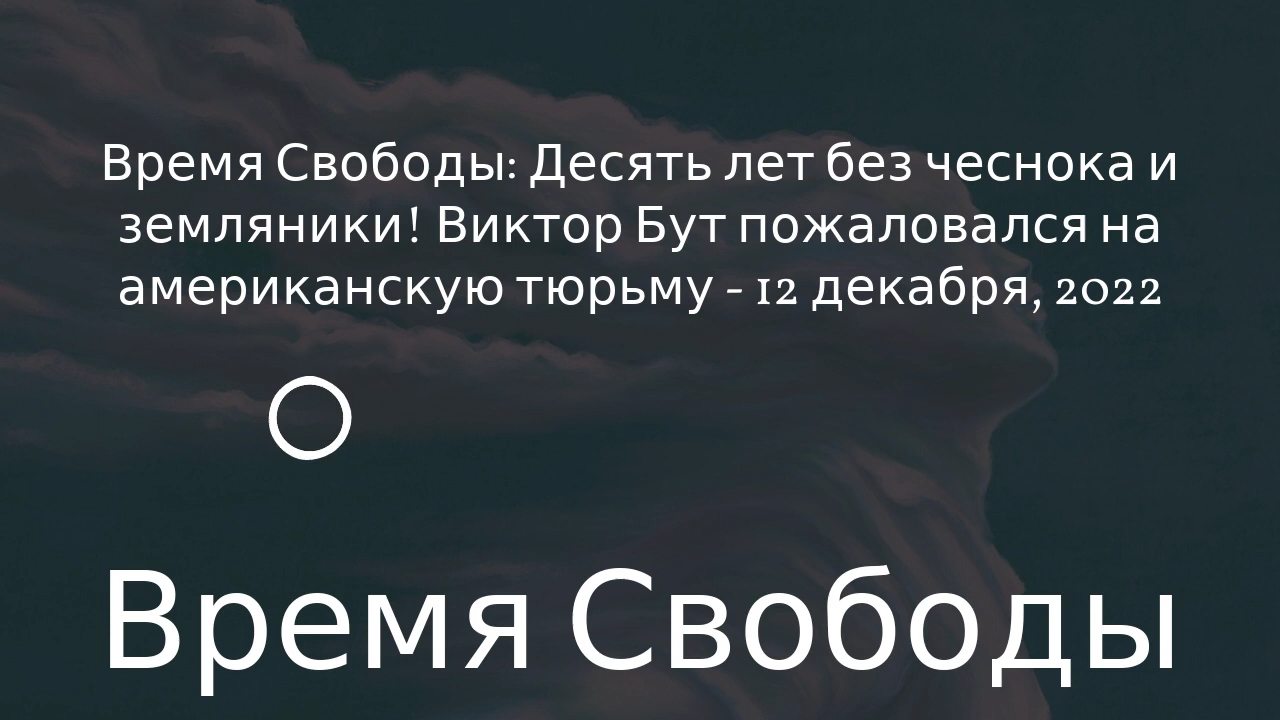 Время Свободы: Десять лет без чеснока и
земляники! Виктор Бут пожаловался на
американскую тюрьму - 12 декабря, 2022
Время Свободы